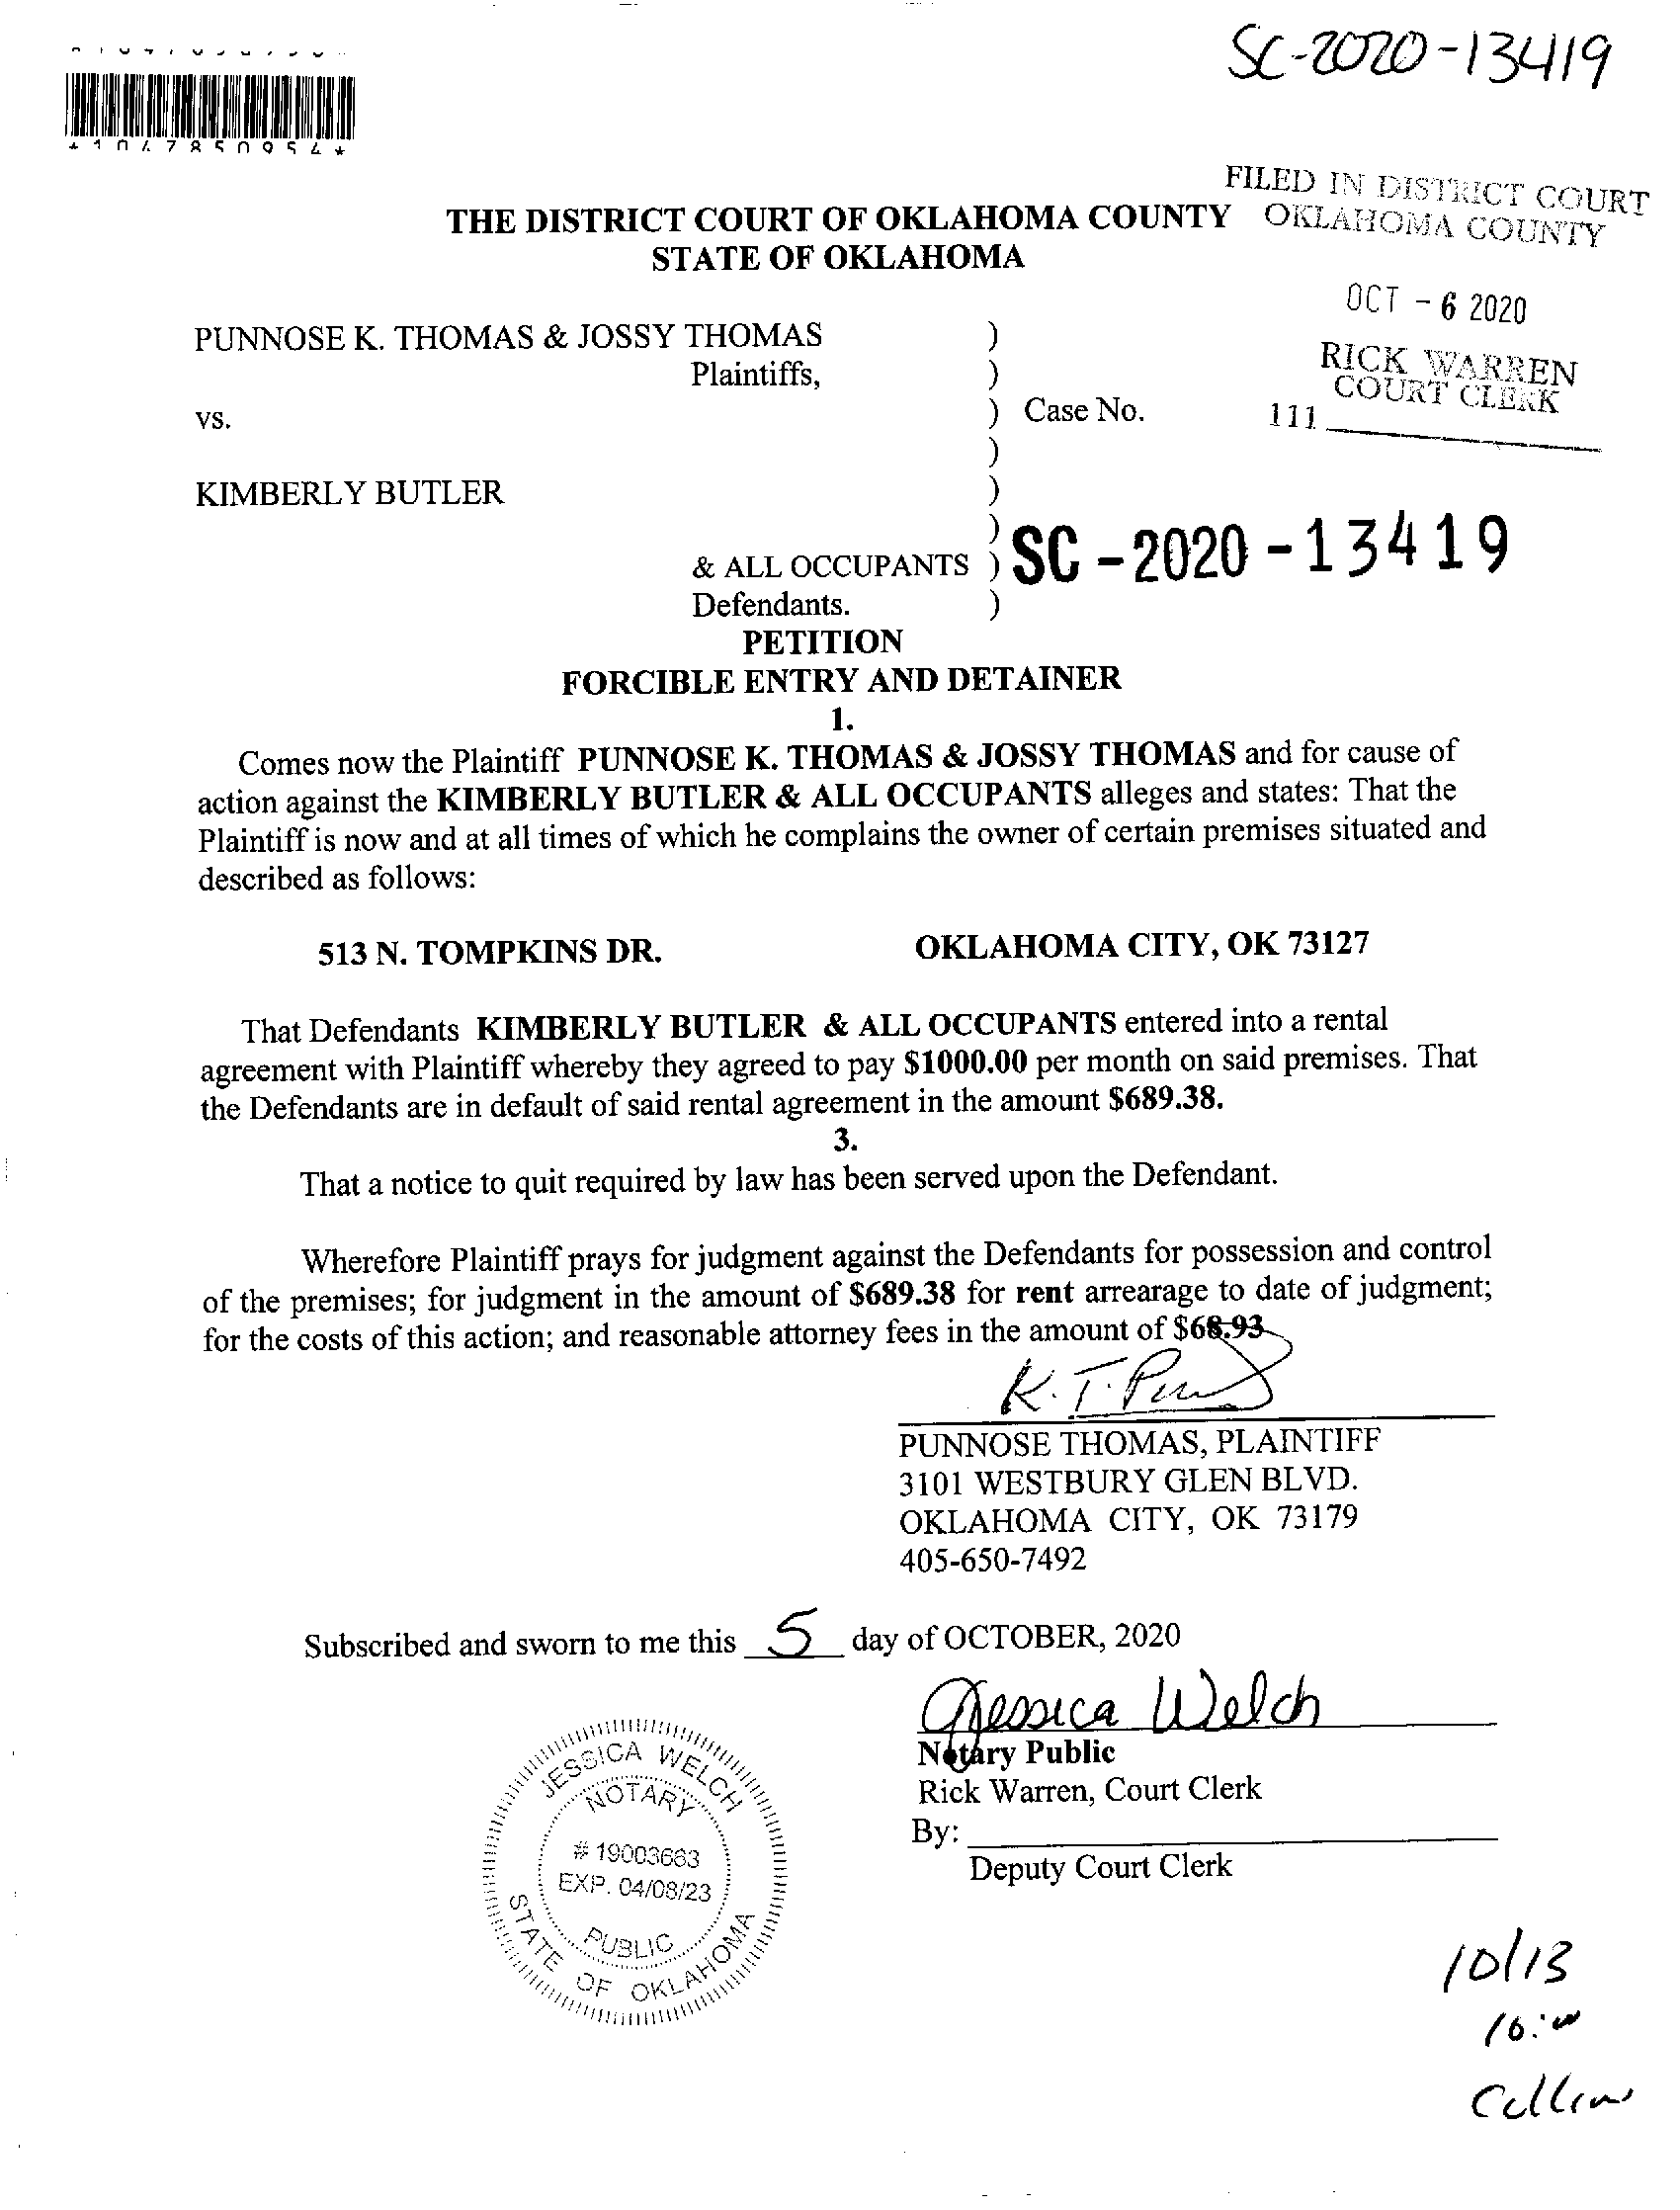 SC-2020-13419
FILED IN DISTRICT COURT
OKLAHOMA COUNTY
THE DISTRICT COURT OF OKLAHOMA COUNTY
STATE OF OKLAHOMA
OCT - 6 2020
RICK WARREN
COURT CLERK
111
PUNNOSE K. THOMAS & JOSSY THOMAS )
Plaintiffs, )
vs. ) Case No.
)
KIMBERLY BUTLER )
)
& ALL OCCUPANTS ) SC - 2020 - 13419
Defendants. )
PETITION
FORCIBLE ENTRY AND DETAINER
1.
Comes now the Plaintiff PUNNOSE K. THOMAS & JOSSY THOMAS and for cause of
action against the KIMBERLY BUTLER & ALL OCCUPANTS alleges and states: That the
Plaintiff is now and at all times of which he complains the owner of certain premises situated and
described as follows:
513 N. TOMPKINS DR. OKLAHOMA CITY, OK 73127
That Defendants KIMBERLY BUTLER & ALL OCCUPANTS entered into a rental
agreement with Plaintiff whereby they agreed to pay $1000.00 per month on said premises. That
the Defendants are in default of said rental agreement in the amount $689.38.
3.
That a notice to quit required by law has been served upon the Defendant.
Wherefore Plaintiff prays for judgment against the Defendants for possession and control
of the premises; for judgment in the amount of $689.38 for rent arrearage to date of judgment;
for the costs of this action; and reasonable attorney fees in the amount of $68.93
K.T.
PUNNOSE THOMAS, PLAINTIFF
3101 WESTBURY GLEN BLVD.
OKLAHOMA CITY, OK 73179
405-650-7492
Subscribed and sworn to me this 5 day of OCTOBER, 2020
Jessica Welch
Notary Public
Rick Warren, Court Clerk
By:
Deputy Court Clerk
JESSICA WELCH
NOTARY
# 19003663
EXP. 04/08/23
PUBLIC
STATE OF OKLAHOMA
10/13